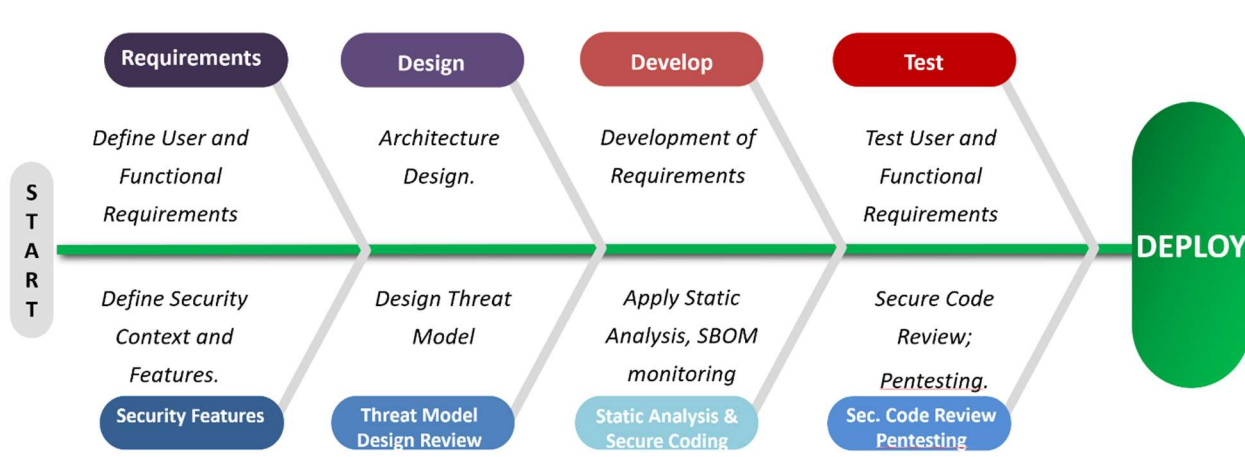 Requirements
Design
Develop
Test
Define User and
Functional
Requirements
Architecture
Design.
Development of
Requirements
Test User and
Functional
Requirements
START
DEPLOY
Define Security
Context and
Features.
Design Threat
Model
Apply Static
Analysis, SBOM
monitoring
Secure Code
Review;
Pentesting.
Security Features
Threat Model
Design Review
Static Analysis &
Secure Coding
Sec. Code Review
Pentesting